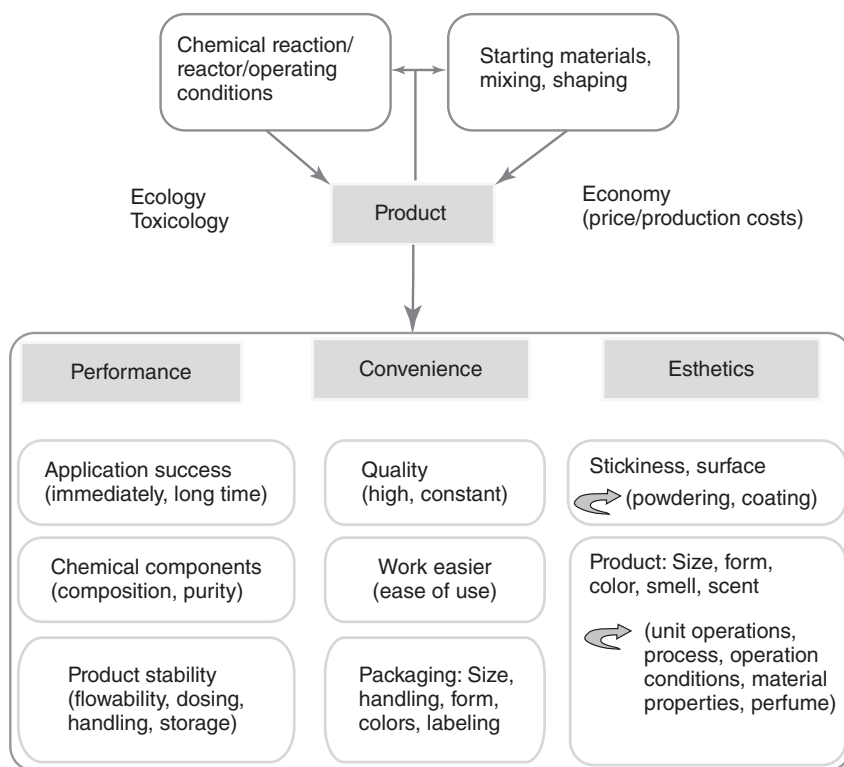 Chemical reaction/
reactor/operating
conditions
Starting materials,
mixing, shaping
Ecology
Toxicology
Product
Economy
(price/production costs)
Performance
Convenience
Esthetics
Application success
(immediately, long time)
Quality
(high, constant)
Stickiness, surface
(powdering, coating)
Chemical components
(composition, purity)
Work easier
(ease of use)
Product: Size, form,
color, smell, scent
(unit operations,
process, operation
conditions, material
properties, perfume)
Product stability
(flowability, dosing,
handling, storage)
Packaging: Size,
handling, form,
colors, labeling